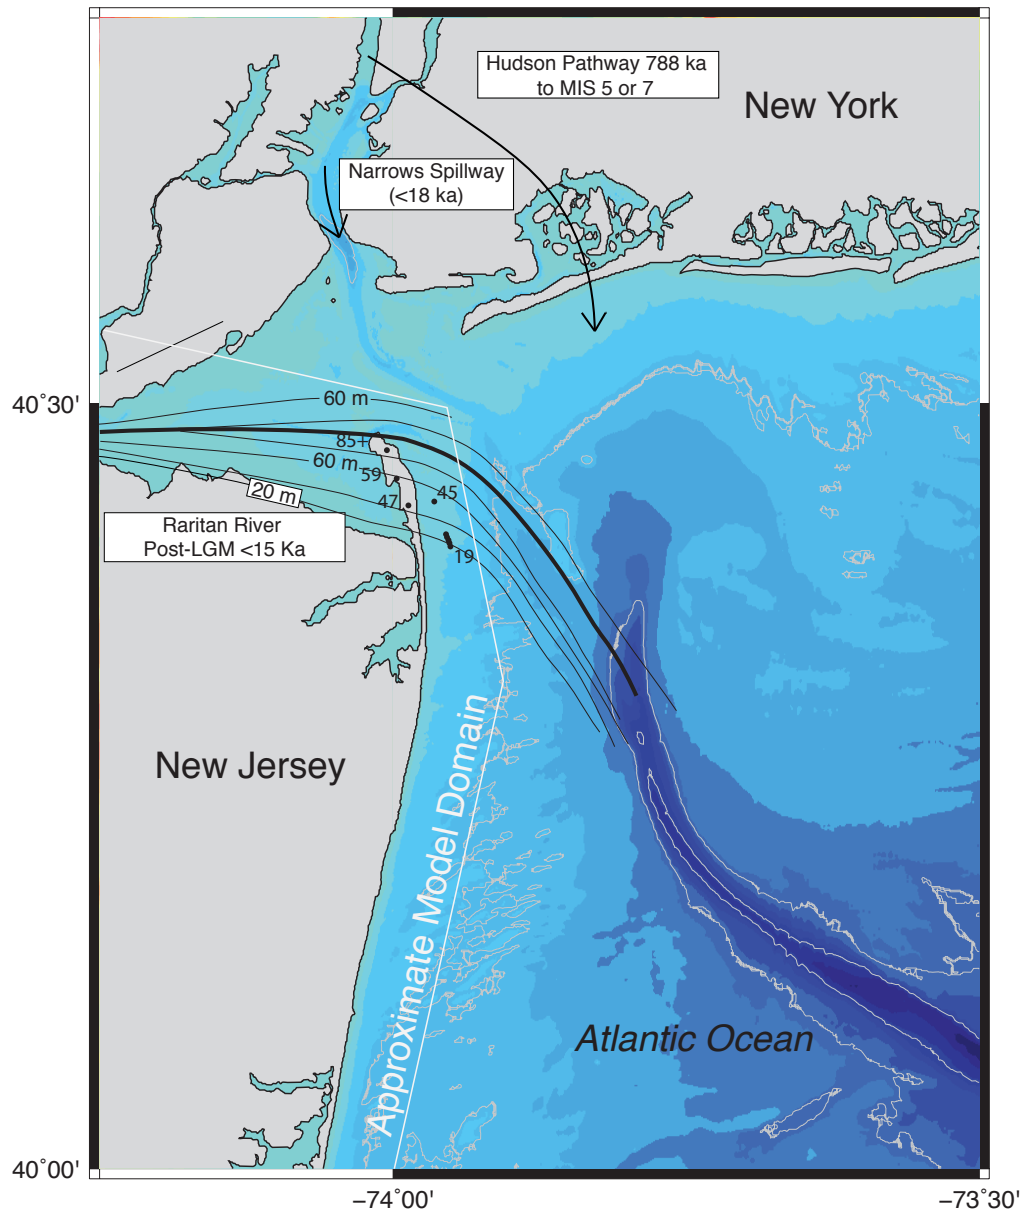 Hudson Pathway 788 ka
to MIS 5 or 7
New York
Narrows Spillway
(<18 ka)
40°30'
60 m
85+
60 m
59
20 m
47
45
19
Raritan River
Post-LGM <15 Ka
New Jersey
Approximate Model Domain
Atlantic Ocean
40°00'
−74°00'
−73°30'